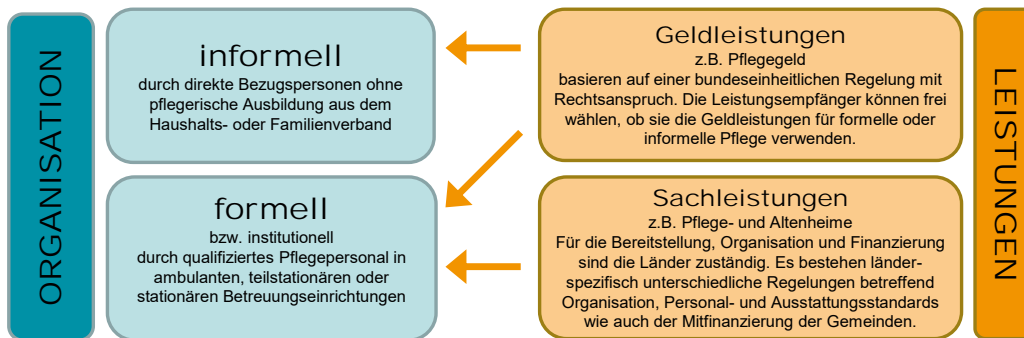 ORGANISATION
informell
durch direkte Bezugspersonen ohne
pflegerische Ausbildung aus dem
Haushalts- oder Familienverband
formell
bzw. institutionell
durch qualifiziertes Pflegepersonal in
ambulanten, teilstationären oder
stationären Betreuungseinrichtungen
Geldleistungen
z.B. Pflegegeld
basieren auf einer bundeseinheitlichen Regelung mit
Rechtsanspruch. Die Leistungsempfänger können frei
wählen, ob sie die Geldleistungen für formelle oder
informelle Pflege verwenden.
Sachleistungen
z.B. Pflege- und Altenheime
Für die Bereitstellung, Organisation und Finanzierung
sind die Länder zuständig. Es bestehen länder-
spezifisch unterschiedliche Regelungen betreffend
Organisation, Personal- und Ausstattungsstandards
wie auch der Mitfinanzierung der Gemeinden.
LEISTUNGEN